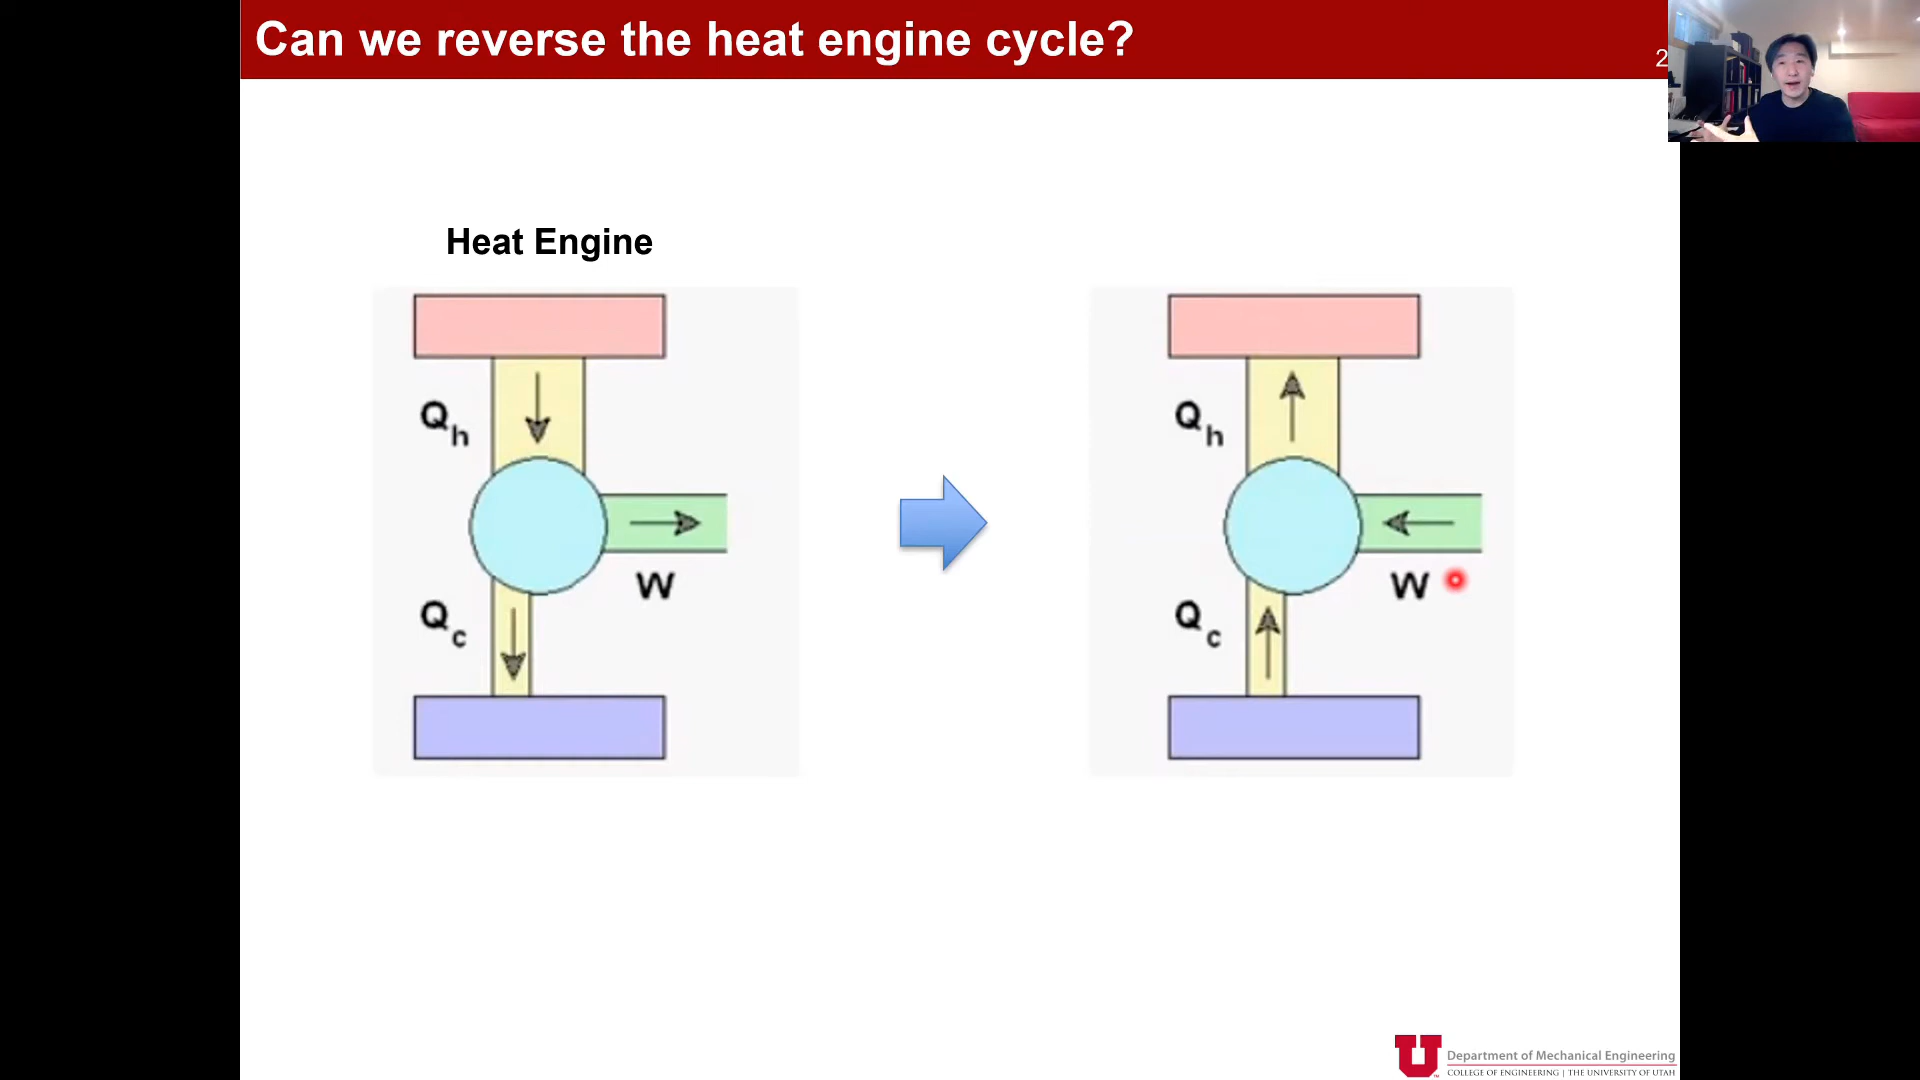 Can we reverse the heat engine cycle?
2
Heat Engine
Qh
Qh
W
W
Qc
Qc
U
Department of Mechanical Engineering
COLLEGE OF ENGINEERING | THE UNIVERSITY OF UTAH